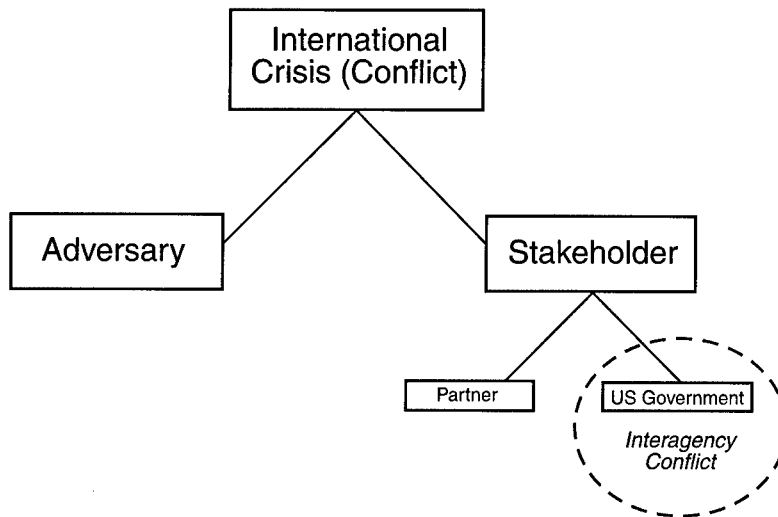 International
Crisis (Conflict)
Adversary
Stakeholder
Partner
US Government
Interagency
Conflict